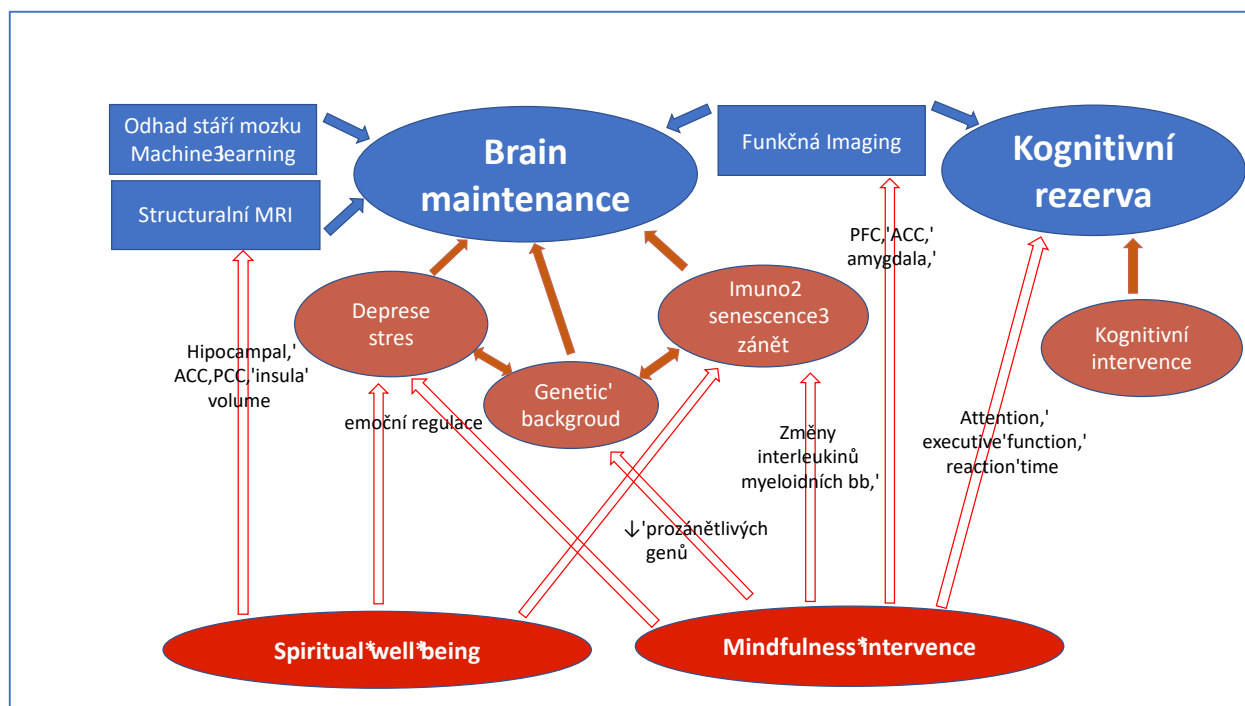 Odhad stáří mozku
Machine3learning
Structuralní MRI
Brain
maintenance
Funkčná Imaging
Kognitivní
rezerva
PFC,'ACC,'
amygdala,'
Deprese
stres
Imuno2
senescence3
zánět
Kognitivní
intervence
Hipocampal,'
ACC,PCC,'insula'
volume
Genetic'
backgroud
emoční regulace
Změny
interleukinů
myeloidních bb,'
Attention,'
executive'function,'
reaction'time
↓'prozánětlivých
genů
Spiritual*well*being
Mindfulness*intervence